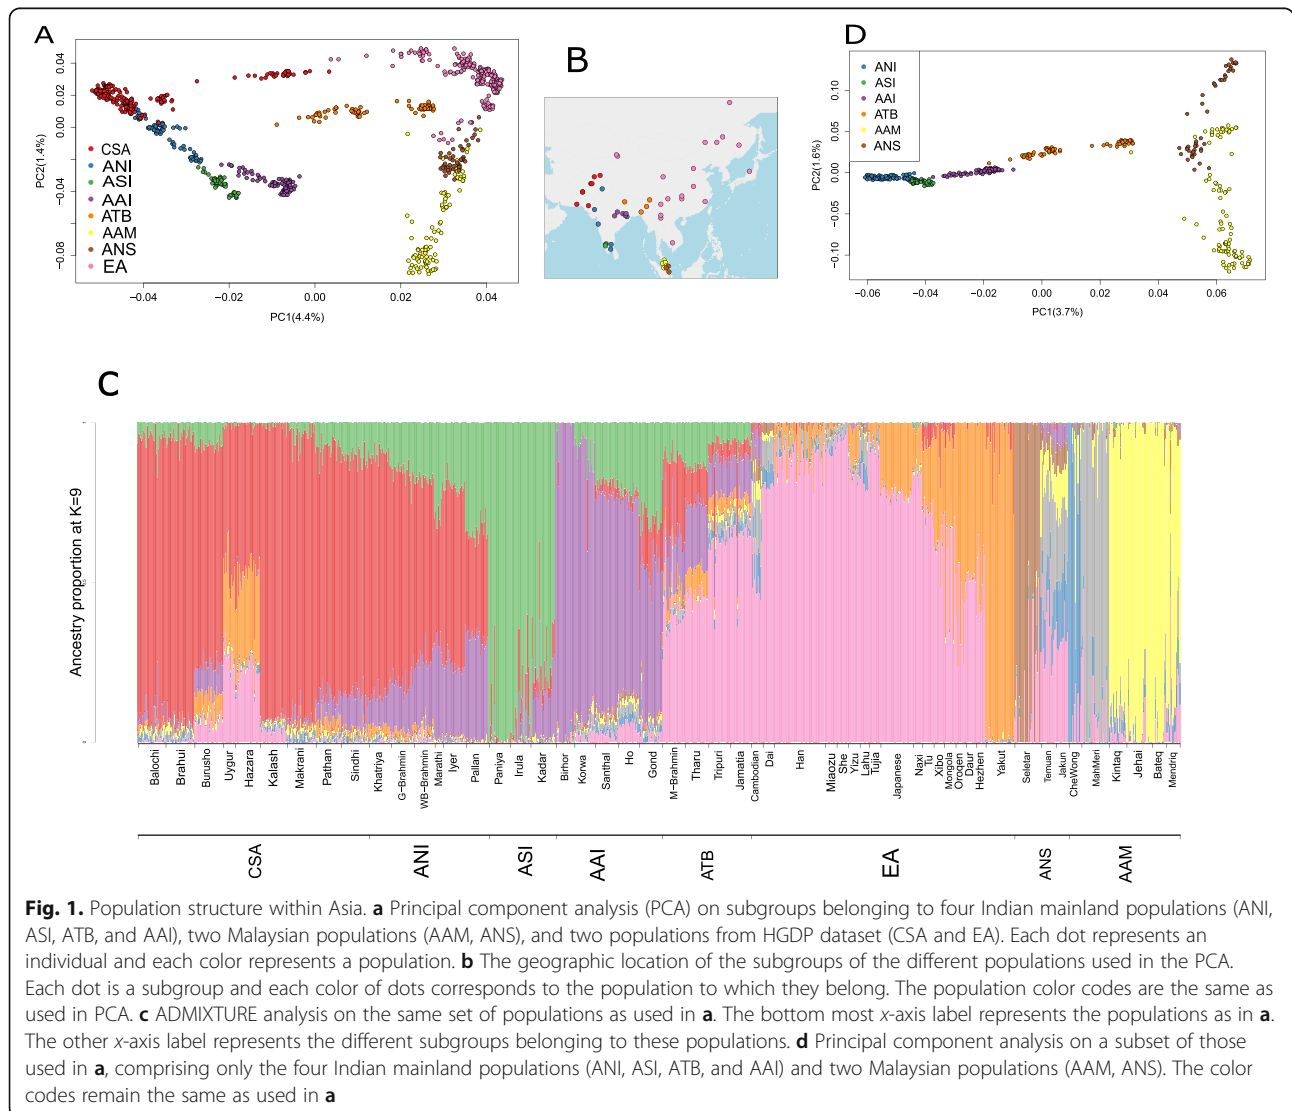 A
B
D
0.04
0.02
0.00
−0.04
−0.08
PC2(1.4%)
CSA
ANI
ASI
AAI
ATB
AAM
ANS
EA
−0.04
−0.02
0.00
0.02
0.04
PC1(4.4%)
0.10
0.05
0.00
−0.05
−0.10
PC2(1.6%)
ANI
ASI
AAI
ATB
AAM
ANS
−0.06
−0.04
−0.02
0.00
0.02
0.04
0.06
PC1(3.7%)
C
Ancestry proportion at K=9
Balochi
Brahui
Burusho
Uygur
Hazara
Kalash
Makrani
Pathan
Sindhi
Khatriya
G−Brahmin
WB−Brahmin
Marathi
Iyer
Pallan
Paniya
Irula
Kadar
Birhor
Korwa
Santhal
Ho
Gond
M−Brahmin
Tharu
Tripuri
Jamatia
Cambodian
Dai
Han
Miaozu
She
Yizu
Lahu
Tujia
Japanese
Naxi
Tu
Xibo
Mongola
Oroqen
Daur
Hezhen
Yakut
Seletar
Temuan
Jakun
CheWong
MahMeri
Kintaq
Jehai
Bateq
Mendriq
CSA
ANI
ASI
AAI
ATB
EA
ANS
AAM
Fig. 1. Population structure within Asia. a Principal component analysis (PCA) on subgroups belonging to four Indian mainland populations (ANI,
ASI, ATB, and AAI), two Malaysian populations (AAM, ANS), and two populations from HGDP dataset (CSA and EA). Each dot represents an
individual and each color represents a population. b The geographic location of the subgroups of the different populations used in the PCA.
Each dot is a subgroup and each color of dots corresponds to the population to which they belong. The population color codes are the same as
used in PCA. c ADMIXTURE analysis on the same set of populations as used in a. The bottom most x-axis label represents the populations as in a.
The other x-axis label represents the different subgroups belonging to these populations. d Principal component analysis on a subset of those
used in a, comprising only the four Indian mainland populations (ANI, ASI, ATB, and AAI) and two Malaysian populations (AAM, ANS). The color
codes remain the same as used in a